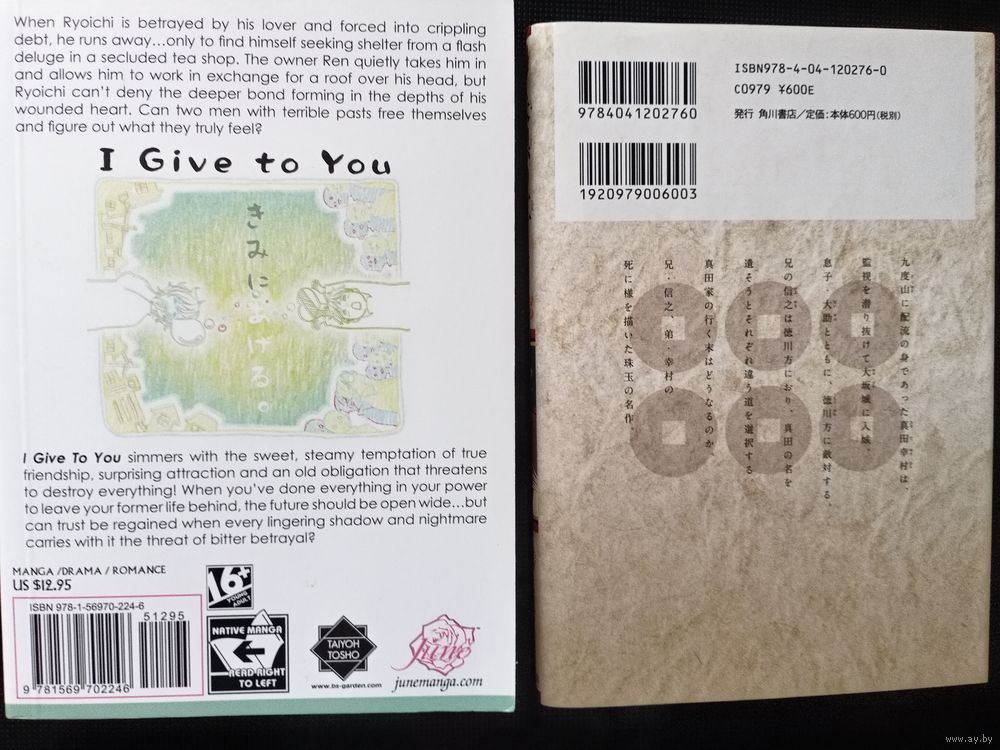 When Ryoichi is betrayed by his lover and forced into crippling
debt, he runs away...only to find himself seeking shelter from a flash
deluge in a secluded tea shop. The owner Ren quietly takes him in
and allows him to work in exchange for a roof over his head, but
Ryoichi can't deny the deeper bond forming in the depths of his
wounded heart. Can two men with terrible pasts free themselves
and figure out what they truly feel?
I Give to You
きみにあげる。
I Give To You simmers with the sweet, steamy temptation of true
friendship, surprising attraction and an old obligation that threatens
to destroy everything! When you've done everything in your power
to leave your former life behind, the future should be open wide...but
can trust be regained when every lingering shadow and nightmare
carries with it the threat of bitter betrayal?
MANGA /DRAMA / ROMANCE
US $12.95
ISBN 978-1-56970-224-6
51295
9 781569 702246
16+
YOUNG ADULT
NATIVE MANGA
READ RIGHT
TO LEFT
TAIYOH
TOSHO
www.bs-garden.com
June
junemanga.com
ISBN978-4-04-120276-0
C0979 ¥600E
発行 角川書店/定価:本体600円(税別)
9784041202760
1920979006003
九度山に配流の身であった真田幸村は、
監視を潜り抜けて大坂城に入城。
息子・大助とともに、徳川方に敵対する。
兄の信之は徳川方におり、真田の名を
遺そうとそれぞれ違う道を選択する。
真田家の行く末はどうなるのか。
兄・信之、弟・幸村の
死に様を描いた珠玉の名作。
www.ay.by